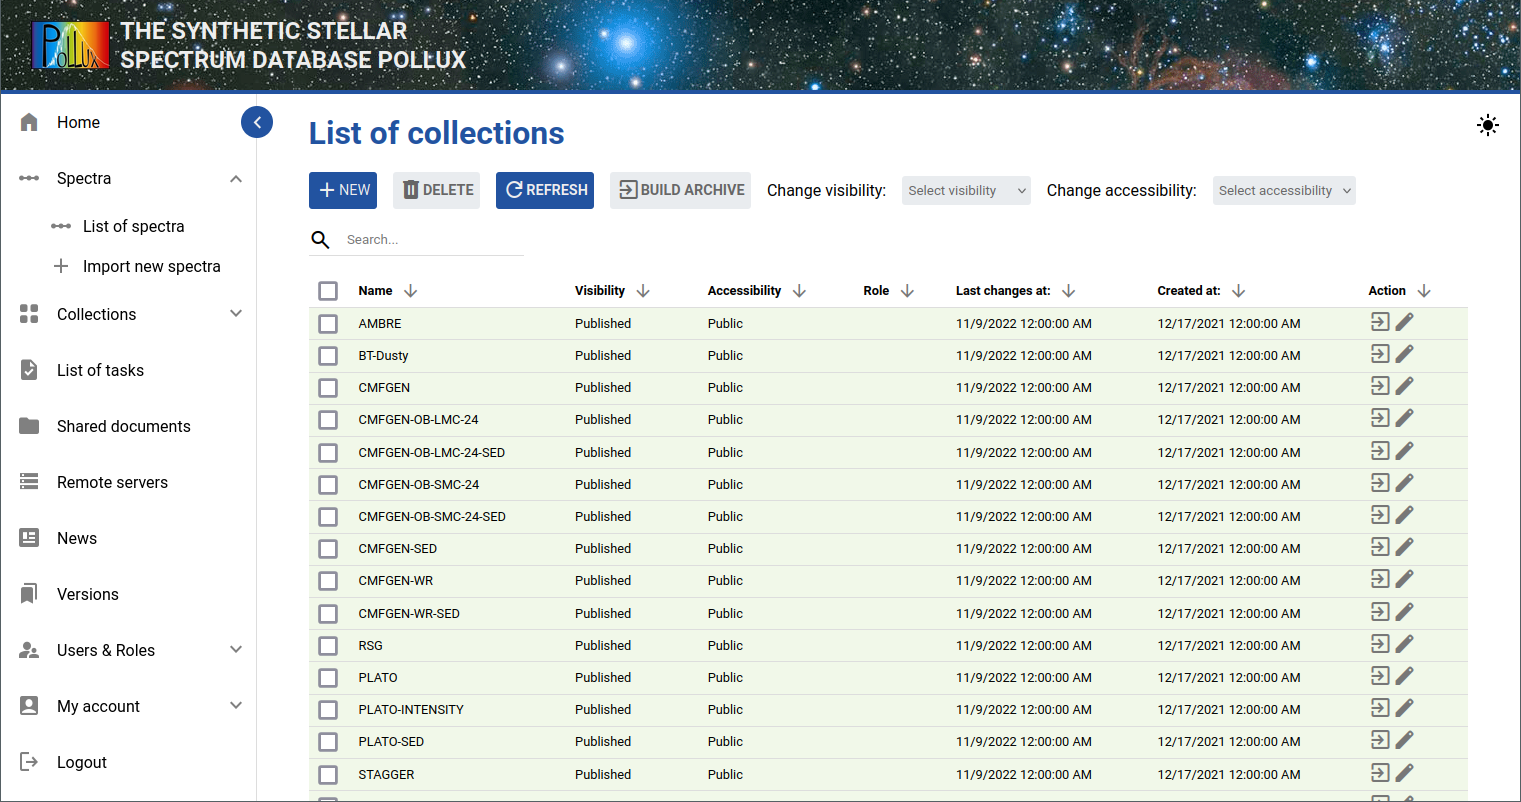 POLLUX
THE SYNTHETIC STELLAR
SPECTRUM DATABASE POLLUX
Home
Spectra
List of spectra
Import new spectra
Collections
List of tasks
Shared documents
Remote servers
News
Versions
Users & Roles
My account
Logout
List of collections
NEW DELETE REFRESH BUILD ARCHIVE Change visibility: Select visibility Change accessibility: Select accessibility
Search...
Name Visibility Accessibility Role Last changes at: Created at: Action
AMBRE Published Public 11/9/2022 12:00:00 AM 12/17/2021 12:00:00 AM
BT-Dusty Published Public 11/9/2022 12:00:00 AM 12/17/2021 12:00:00 AM
CMFGEN Published Public 11/9/2022 12:00:00 AM 12/17/2021 12:00:00 AM
CMFGEN-OB-LMC-24 Published Public 11/9/2022 12:00:00 AM 12/17/2021 12:00:00 AM
CMFGEN-OB-LMC-24-SED Published Public 11/9/2022 12:00:00 AM 12/17/2021 12:00:00 AM
CMFGEN-OB-SMC-24 Published Public 11/9/2022 12:00:00 AM 12/17/2021 12:00:00 AM
CMFGEN-OB-SMC-24-SED Published Public 11/9/2022 12:00:00 AM 12/17/2021 12:00:00 AM
CMFGEN-SED Published Public 11/9/2022 12:00:00 AM 12/17/2021 12:00:00 AM
CMFGEN-WR Published Public 11/9/2022 12:00:00 AM 12/17/2021 12:00:00 AM
CMFGEN-WR-SED Published Public 11/9/2022 12:00:00 AM 12/17/2021 12:00:00 AM
RSG Published Public 11/9/2022 12:00:00 AM 12/17/2021 12:00:00 AM
PLATO Published Public 11/9/2022 12:00:00 AM 12/17/2021 12:00:00 AM
PLATO-INTENSITY Published Public 11/9/2022 12:00:00 AM 12/17/2021 12:00:00 AM
PLATO-SED Published Public 11/9/2022 12:00:00 AM 12/17/2021 12:00:00 AM
STAGGER Published Public 11/9/2022 12:00:00 AM 12/17/2021 12:00:00 AM